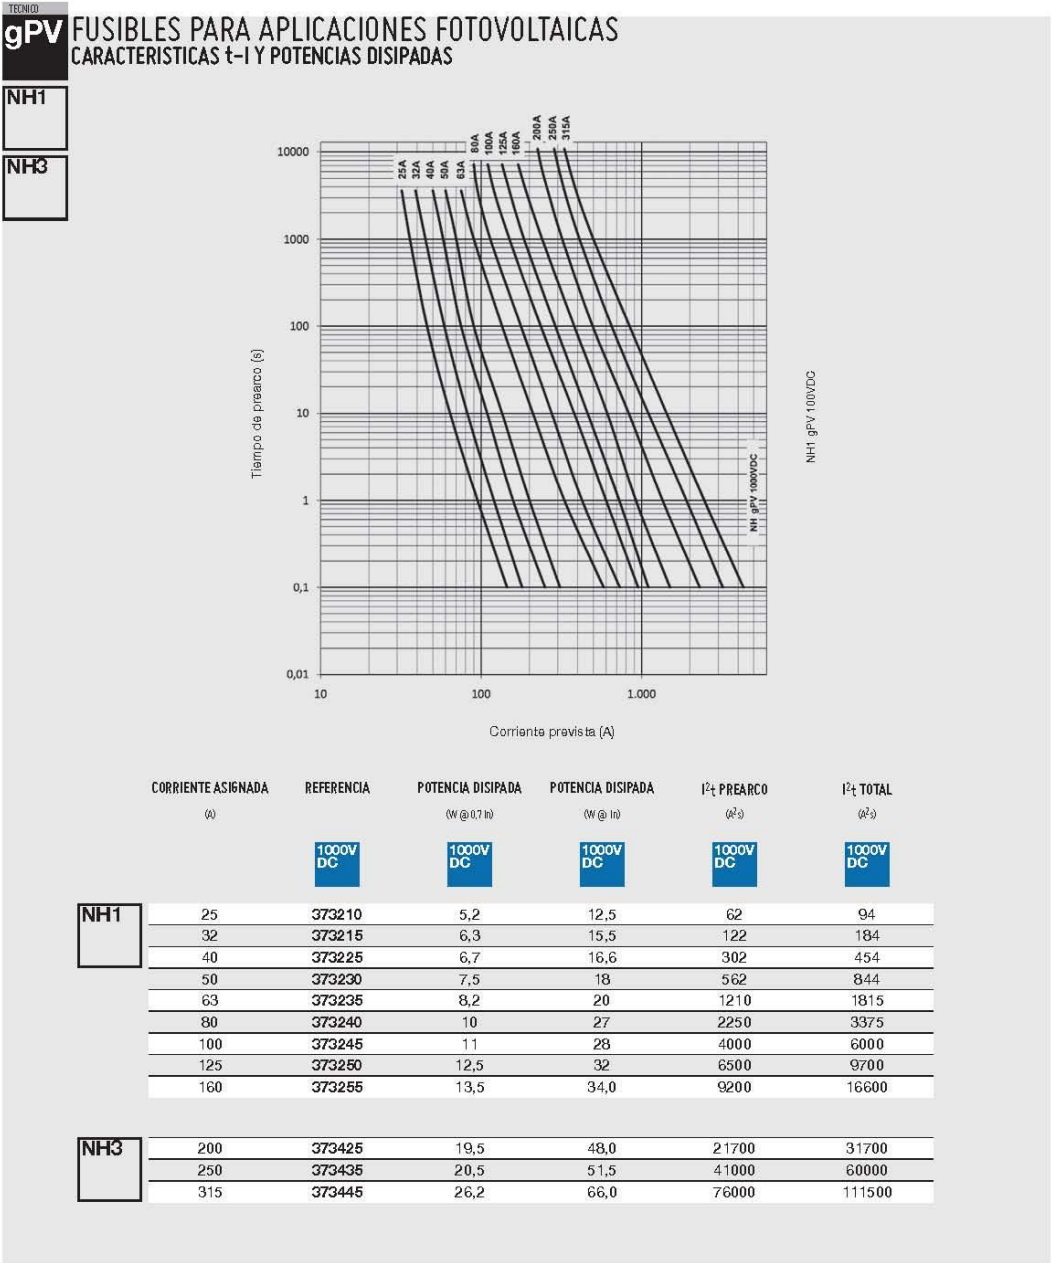 TECNICO
gPV
FUSIBLES PARA APLICACIONES FOTOVOLTAICAS
CARACTERISTICAS t-I Y POTENCIAS DISIPADAS
NH1
NH3
25A 32A 40A 50A 63A 80A 100A 125A 160A 200A 250A 315A
10000
1000
100
10
1
0,1
0,01
10 100 1.000
Tiempo de prearco (s)
Corriente prevista (A)
NH gPV 1000VDC
NH1 gPV 100VDC
CORRIENTE ASIGNADA REFERENCIA POTENCIA DISIPADA POTENCIA DISIPADA I²t PREARCO I²t TOTAL
(A) (W @ 0,7 In) (W @ In) (A²s) (A²s)
1000V DC 1000V DC 1000V DC 1000V DC 1000V DC
NH1
25 373210 5,2 12,5 62 94
32 373215 6,3 15,5 122 184
40 373225 6,7 16,6 302 454
50 373230 7,5 18 562 844
63 373235 8,2 20 1210 1815
80 373240 10 27 2250 3375
100 373245 11 28 4000 6000
125 373250 12,5 32 6500 9700
160 373255 13,5 34,0 9200 16600
NH3
200 373425 19,5 48,0 21700 31700
250 373435 20,5 51,5 41000 60000
315 373445 26,2 66,0 76000 111500